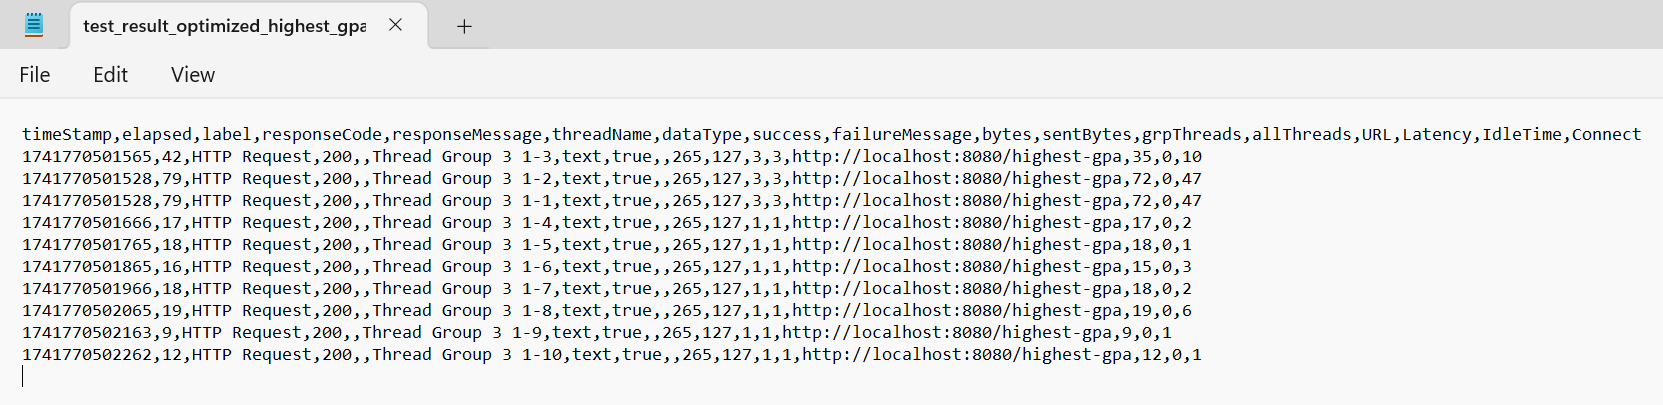 test_result_optimized_highest_gpa
File Edit View
timeStamp,elapsed,label,responseCode,responseMessage,threadName,dataType,success,failureMessage,bytes,sentBytes,grpThreads,allThreads,URL,Latency,IdleTime,Connect
1741770501565,42,HTTP Request,200,,Thread Group 3 1-3,text,true,,265,127,3,3,http://localhost:8080/highest-gpa,35,0,10
1741770501528,79,HTTP Request,200,,Thread Group 3 1-2,text,true,,265,127,3,3,http://localhost:8080/highest-gpa,72,0,47
1741770501528,79,HTTP Request,200,,Thread Group 3 1-1,text,true,,265,127,3,3,http://localhost:8080/highest-gpa,72,0,47
1741770501666,17,HTTP Request,200,,Thread Group 3 1-4,text,true,,265,127,1,1,http://localhost:8080/highest-gpa,17,0,2
1741770501765,18,HTTP Request,200,,Thread Group 3 1-5,text,true,,265,127,1,1,http://localhost:8080/highest-gpa,18,0,1
1741770501865,16,HTTP Request,200,,Thread Group 3 1-6,text,true,,265,127,1,1,http://localhost:8080/highest-gpa,15,0,3
1741770501966,18,HTTP Request,200,,Thread Group 3 1-7,text,true,,265,127,1,1,http://localhost:8080/highest-gpa,18,0,2
1741770502065,19,HTTP Request,200,,Thread Group 3 1-8,text,true,,265,127,1,1,http://localhost:8080/highest-gpa,19,0,6
1741770502163,9,HTTP Request,200,,Thread Group 3 1-9,text,true,,265,127,1,1,http://localhost:8080/highest-gpa,9,0,1
1741770502262,12,HTTP Request,200,,Thread Group 3 1-10,text,true,,265,127,1,1,http://localhost:8080/highest-gpa,12,0,1